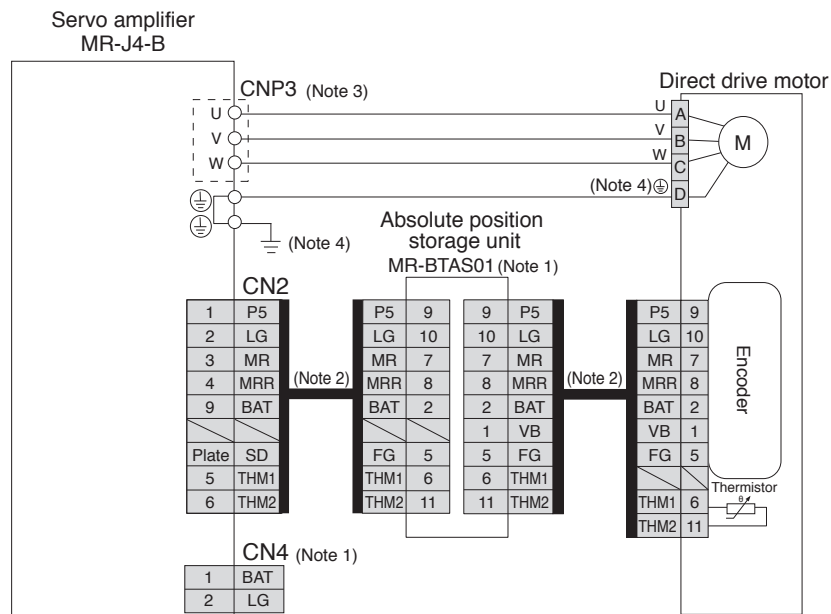 Servo amplifier
MR-J4-B
Direct drive motor
CNP3 (Note 3)
U
V
W
U
V
W
A
B
C
D
M
(Note 4)
(Note 4)
Absolute position
storage unit
MR-BTAS01 (Note 1)
CN2
1 P5
2 LG
3 MR
4 MRR
9 BAT
Plate SD
5 THM1
6 THM2
(Note 2)
P5 9
LG 10
MR 7
MRR 8
BAT 2
FG 5
THM1 6
THM2 11
9 P5
10 LG
7 MR
8 MRR
2 BAT
1 VB
5 FG
6 THM1
11 THM2
(Note 2)
P5 9
LG 10
MR 7
MRR 8
BAT 2
VB 1
FG 5
THM1 6
THM2 11
Encoder
Thermistor
θ
CN4 (Note 1)
1 BAT
2 LG